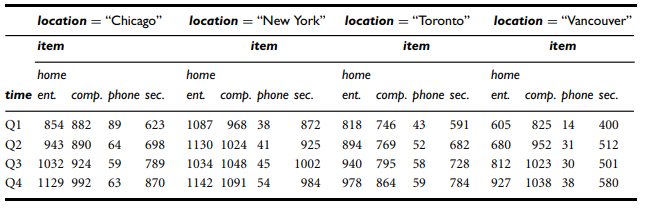 location = “Chicago” location = “New York” location = “Toronto” location = “Vancouver”
item item item item
home home home home
time ent. comp. phone sec. ent. comp. phone sec. ent. comp. phone sec. ent. comp. phone sec.
Q1 854 882 89 623 1087 968 38 872 818 746 43 591 605 825 14 400
Q2 943 890 64 698 1130 1024 41 925 894 769 52 682 680 952 31 512
Q3 1032 924 59 789 1034 1048 45 1002 940 795 58 728 812 1023 30 501
Q4 1129 992 63 870 1142 1091 54 984 978 864 59 784 927 1038 38 580